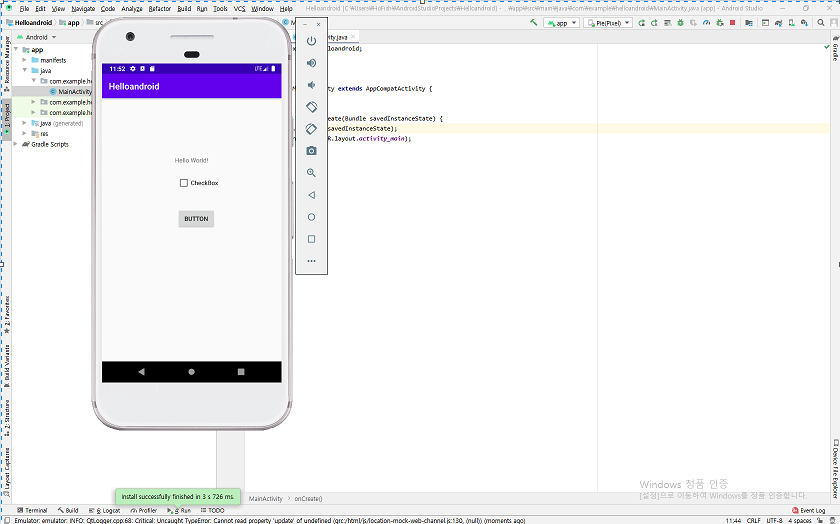 File Edit View Navigate Code Analyze Refactor Build Run Tools VCS Window Help
Helloandroid [C:₩Users₩HoFish₩AndroidStudioProjects₩Helloandroid] - ...₩app₩src₩main₩java₩com₩example₩helloandroid₩MainActivity.java [app] - Android Studio
Helloandroid app src
app Pie(Pixel)
Android
ty.java
app
manifests
java
com.example.he
MainActivity
com.example.he
com.example.he
java (generated)
res
Gradle Scripts
Resource Manager
1: Project
2: Favorites
Build Variants
2: Structure
Layout Captures
Gradle
Device File Explorer
11:52 LTE
Helloandroid
Hello World!
CheckBox
BUTTON
lloandroid;
extends AppCompatActivity {
eate(Bundle savedInstanceState) {
savedInstanceState);
R.layout.activity_main);
Windows 정품 인증
[설정]으로 이동하여 Windows를 정품 인증합니다.
Install successfully finished in 3 s 726 ms.
MainActivity › onCreate()
Terminal Build 6: Logcat Profiler 4: Run TODO Event Log
Emulator: emulator: INFO: QtLogger.cpp:68: Critical: Uncaught TypeError: Cannot read property 'update' of undefined (qrc:/html/js/location-mock-web-channel.js:130, (null)) (moments ago)
11:44 CRLF UTF-8 4 spaces